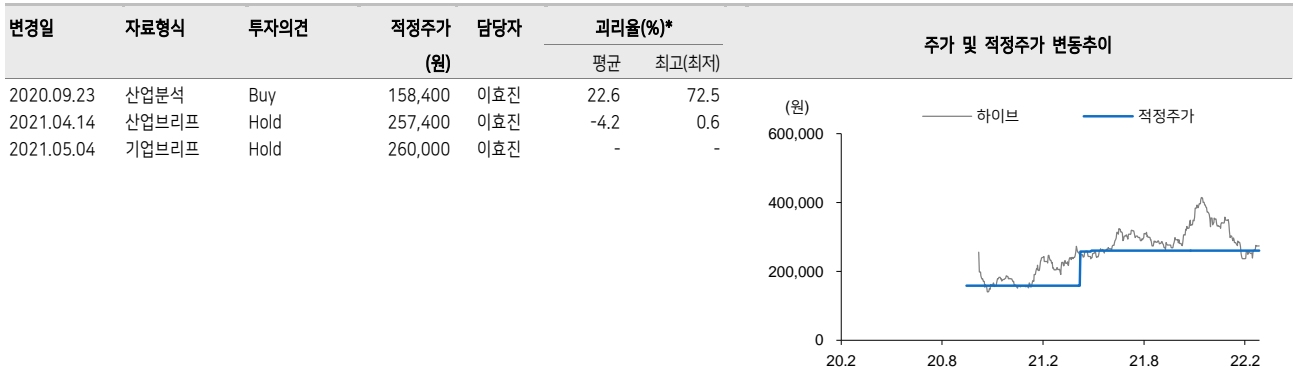 변경일 자료형식 투자의견 적정주가 담당자 괴리율(%)* 주가 및 적정주가 변동추이
(원) 평균 최고(최저)
2020.09.23 산업분석 Buy 158,400 이효진 22.6 72.5
2021.04.14 산업브리프 Hold 257,400 이효진 -4.2 0.6
2021.05.04 기업브리프 Hold 260,000 이효진 - -
(원) 하이브 적정주가
600,000
400,000
200,000
0
20.2 20.8 21.2 21.8 22.2